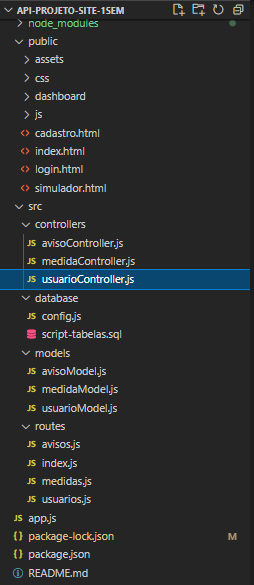 API-PROJETO-SITE-1SEM
node_modules
public
assets
css
dashboard
js
cadastro.html
index.html
login.html
simulador.html
src
controllers
JS avisoController.js
JS medidaController.js
JS usuarioController.js
database
JS config.js
script-tabelas.sql
models
JS avisoModel.js
JS medidaModel.js
JS usuarioModel.js
routes
JS avisos.js
JS index.js
JS medidas.js
JS usuarios.js
JS app.js
{} package-lock.json M
{} package.json
README.md